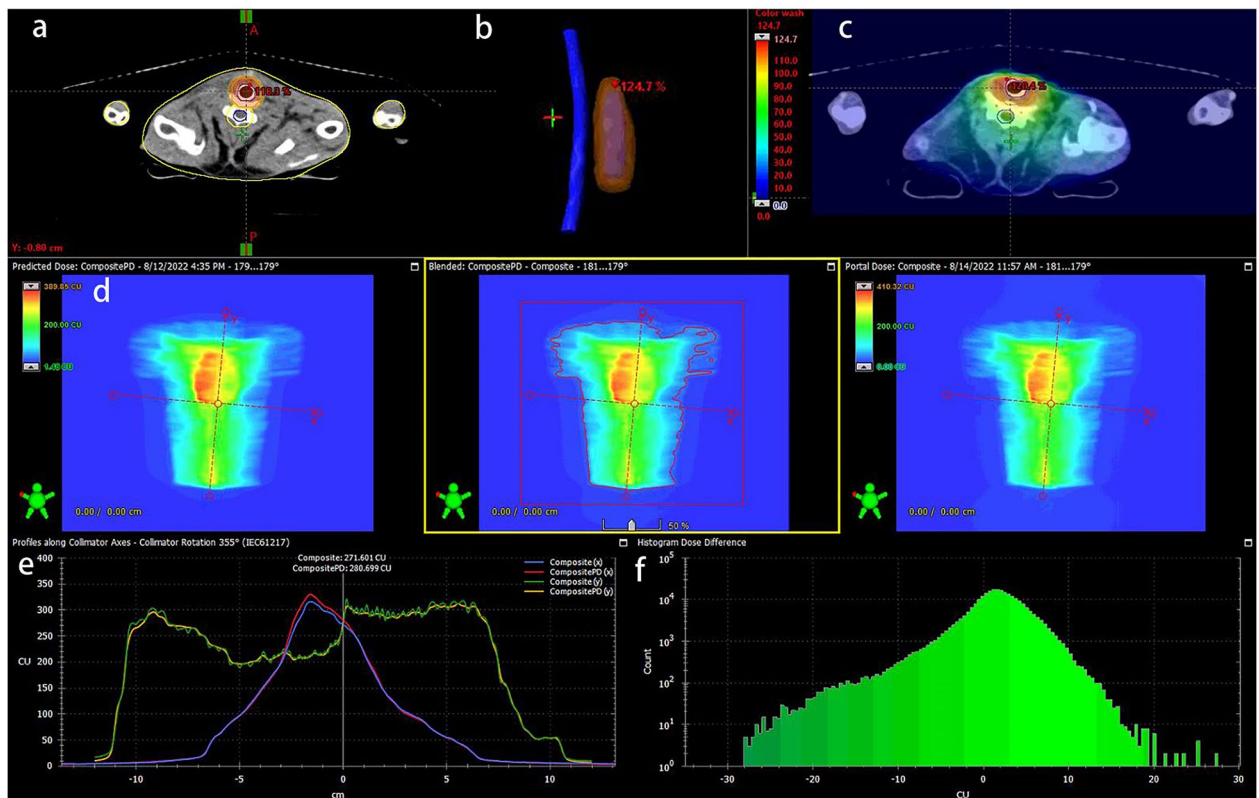 a
A
118.3 %
P
Y: -0.80 cm
b
124.7 %
Color wash
124.7
124.7
110.0
100.0
90.0
80.0
70.0
60.0
50.0
40.0
30.0
20.0
10.0
0.0
0.0
c
Predicted Dose: CompositePD - 8/12/2022 4:35 PM - 179...179°
389.85 CU
200.00 CU
d
y
0.00 / 0.00 cm
Blended: CompositePD - Composite - 181...179°
y
0.00 / 0.00 cm
50 %
Portal Dose: Composite - 8/14/2022 11:57 AM - 181...179°
410.32 CU
200.00 CU
0.00 CU
y
0.00 / 0.00 cm
Profiles along Collimator Axes - Collimator Rotation 355° (IEC61217)
e
Composite: 271.601 CU
CompositePD: 280.699 CU
Composite (x)
CompositePD (x)
Composite (y)
CompositePD (y)
400
350
300
250
200
150
100
50
0
CU
-10
-5
0
5
10
cm
Histogram Dose Difference
f
10⁵
10⁴
10³
10²
10¹
10⁰
Count
-30
-20
-10
0
10
20
30
CU